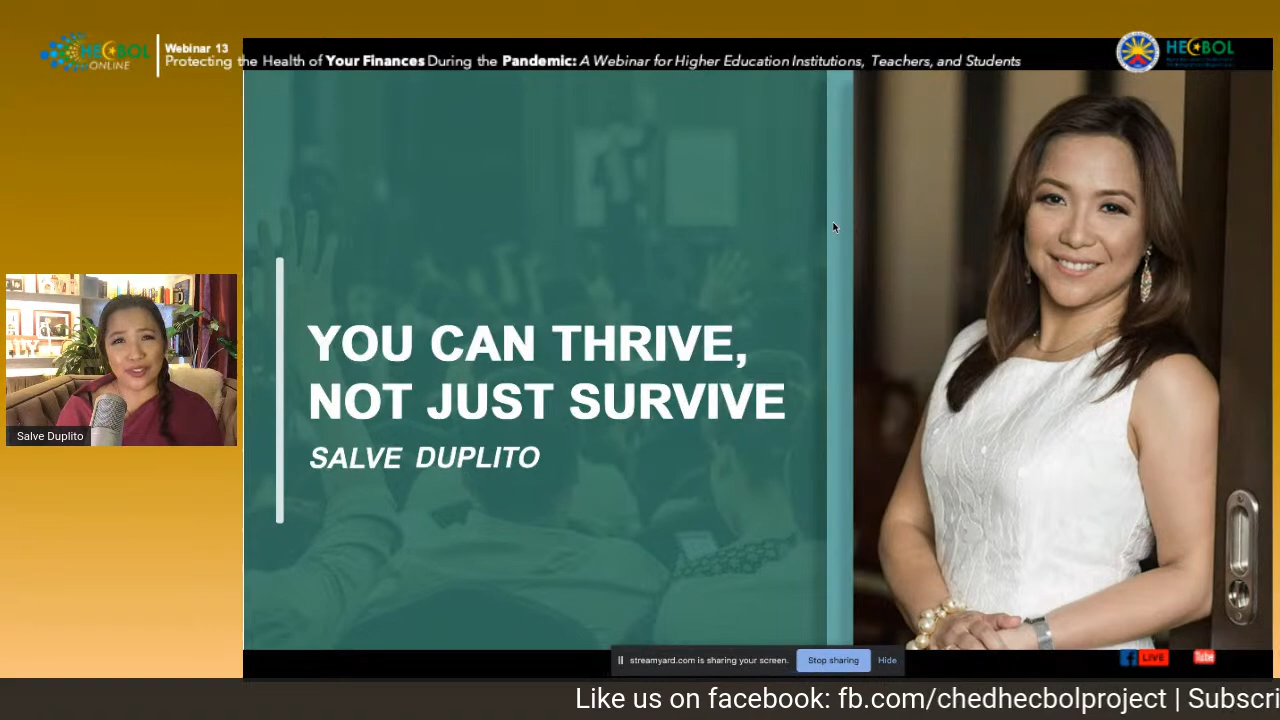 HECBOL
ONLINE
Webinar 13
Protecting the Health of Your Finances During the Pandemic: A Webinar for Higher Education Institutions, Teachers, and Students
HECBOL
YOU CAN THRIVE,
NOT JUST SURVIVE
SALVE DUPLITO
Salve Duplito
streamyard.com is sharing your screen.
Stop sharing
Hide
LIVE
Like us on facebook: fb.com/chedhecbolproject | Subscri